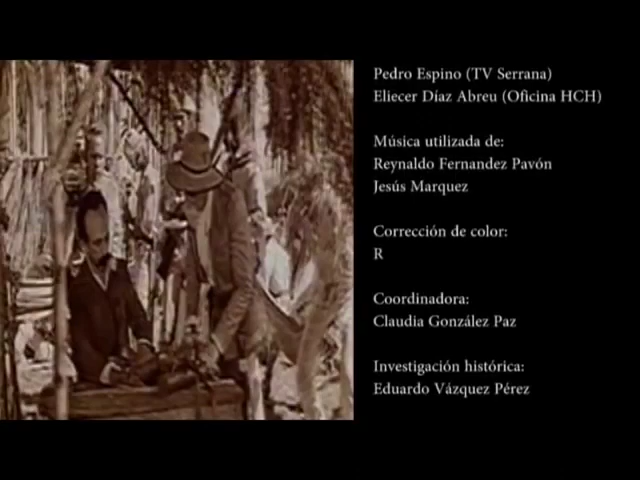 Pedro Espino (TV Serrana)
Eliecer Díaz Abreu (Oficina HCH)
Música utilizada de:
Reynaldo Fernandez Pavón
Jesús Marquez
Corrección de color:
R
Coordinadora:
Claudia González Paz
Investigación histórica:
Eduardo Vázquez Pérez